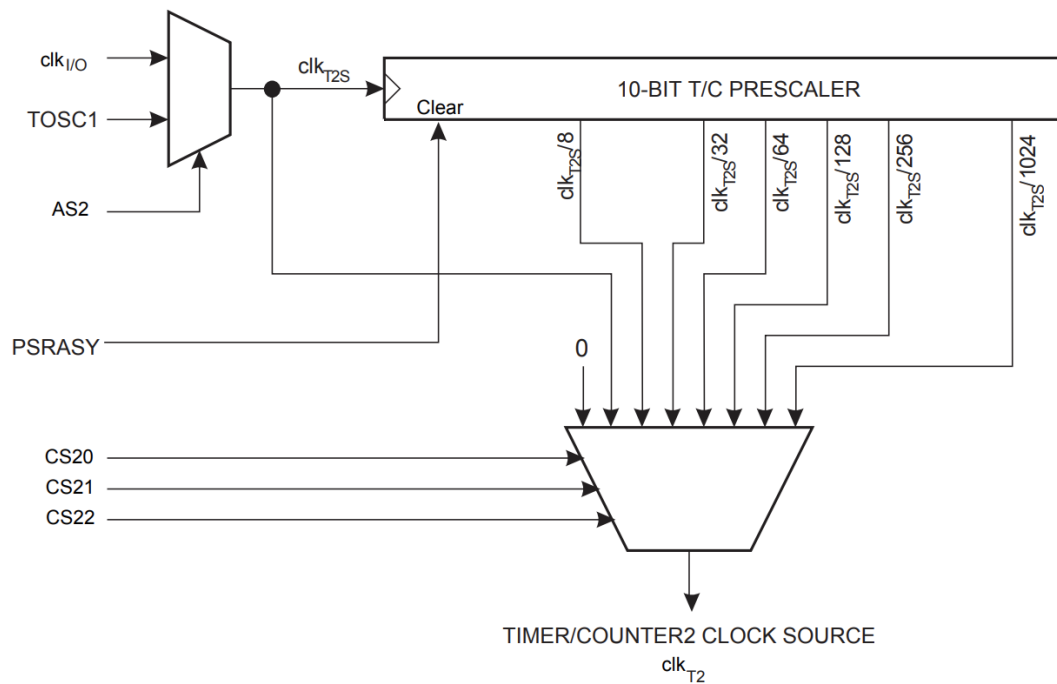 clkI/O
TOSC1
AS2
clkT2S
10-BIT T/C PRESCALER
Clear
clkT2S/8
clkT2S/32
clkT2S/64
clkT2S/128
clkT2S/256
clkT2S/1024
PSRASY
0
CS20
CS21
CS22
TIMER/COUNTER2 CLOCK SOURCE
clkT2